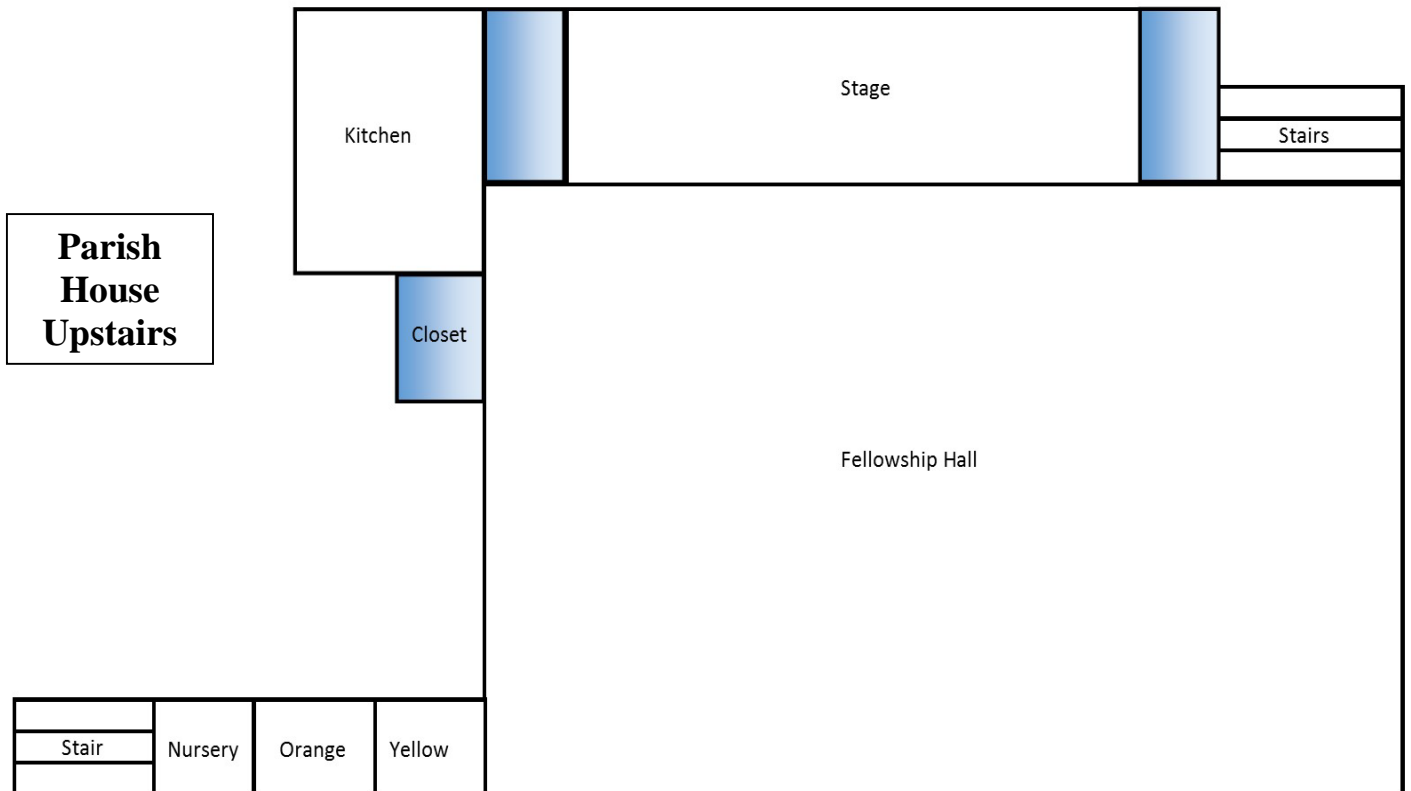 Stage
Kitchen
Stairs
Parish
House
Upstairs
Closet
Fellowship Hall
Stair
Nursery
Orange
Yellow